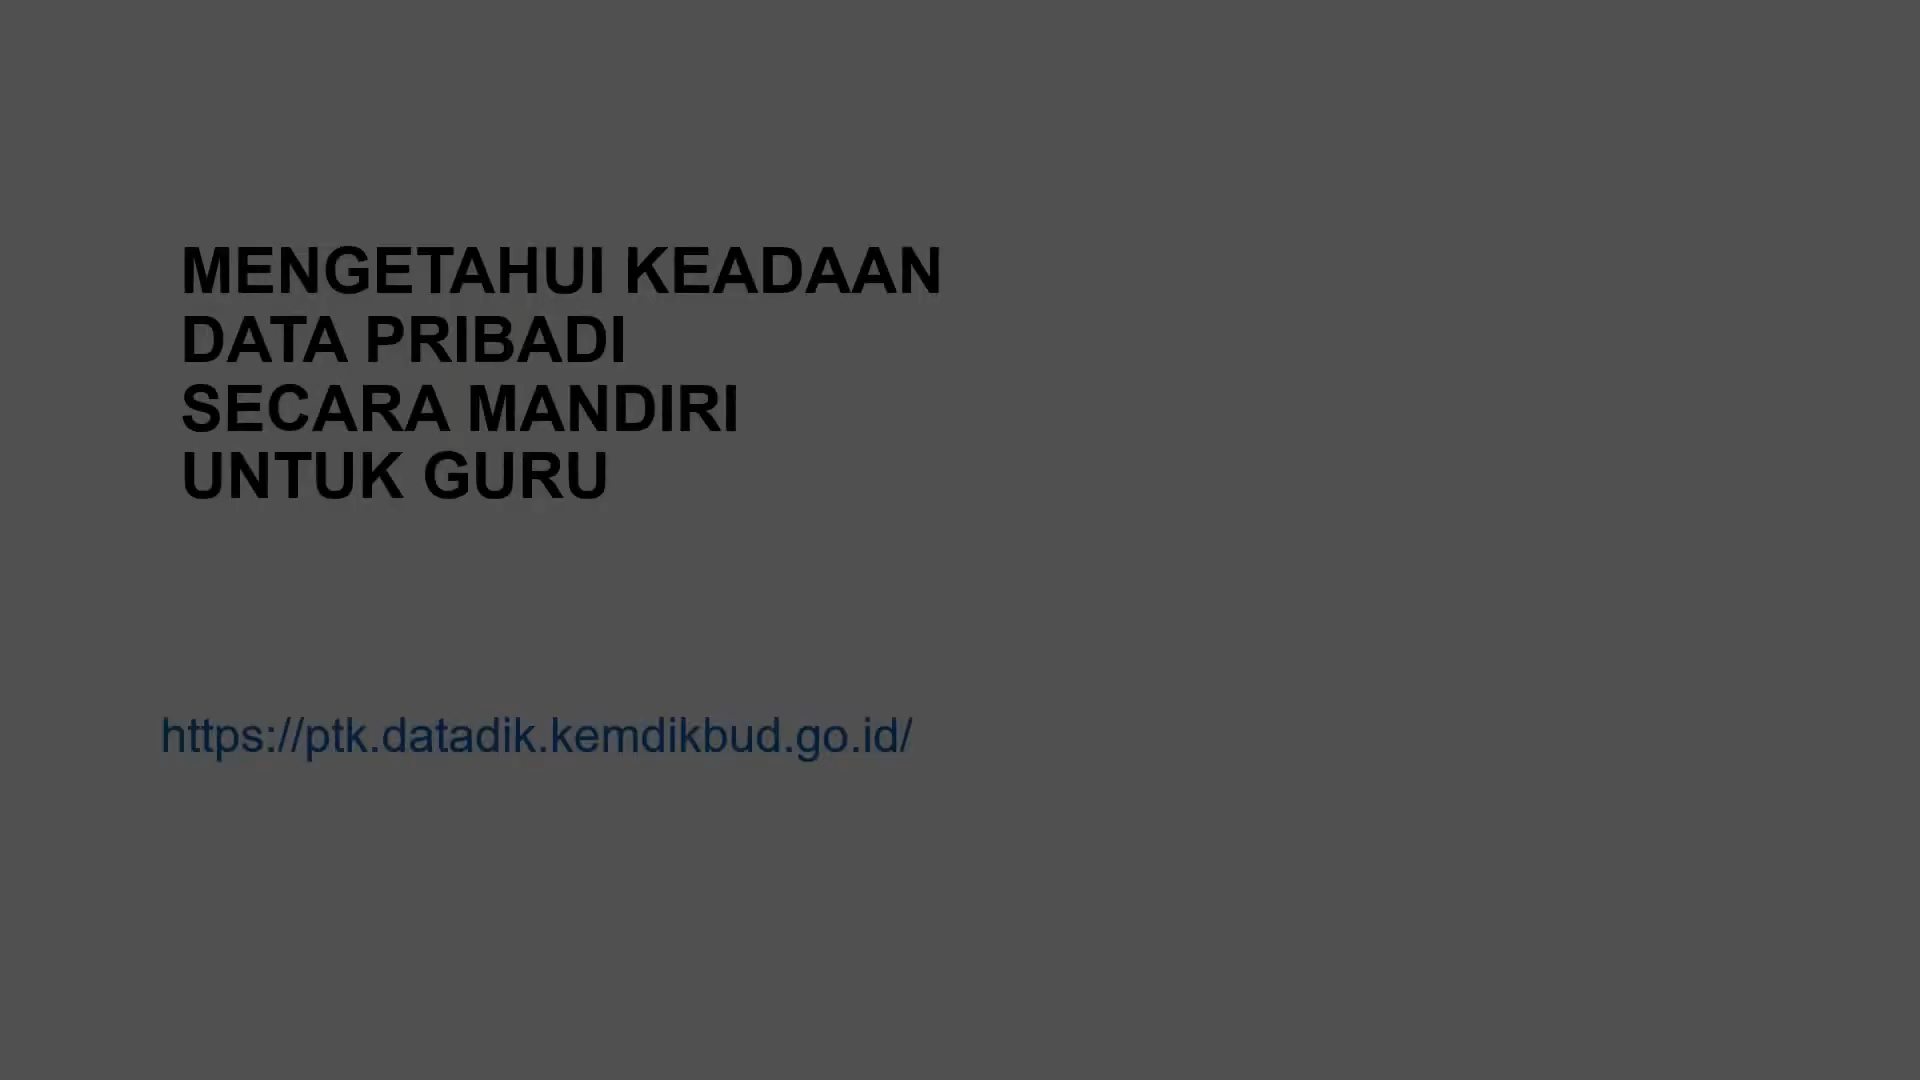 MENGETAHUI KEADAAN
DATA PRIBADI
SECARA MANDIRI
UNTUK GURU
https://ptk.datadik.kemdikbud.go.id/